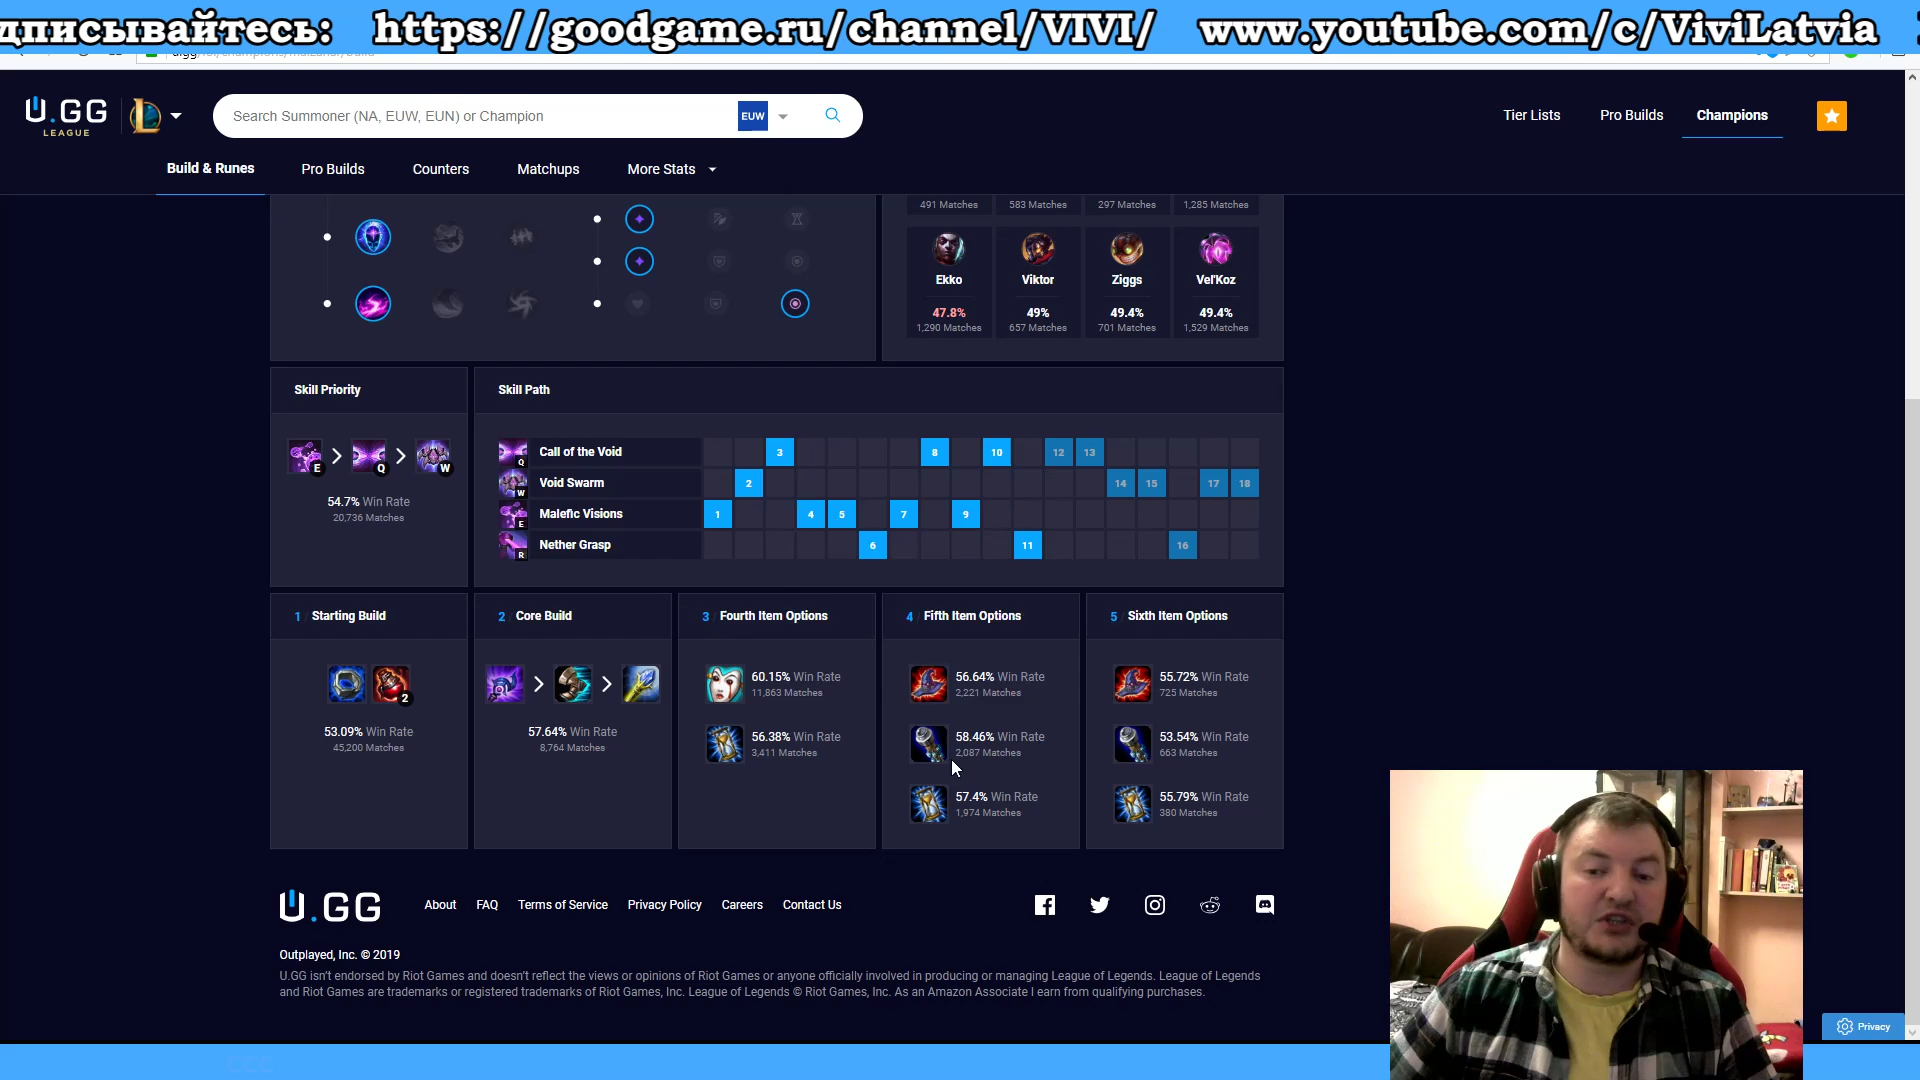 дписывайтесь: https://goodgame.ru/channel/VIVI/ www.youtube.com/c/ViviLatvia
U.GG
LEAGUE
Search Summoner (NA, EUW, EUN) or Champion
EUW
Tier Lists
Pro Builds
Champions
Build & Runes
Pro Builds
Counters
Matchups
More Stats
491 Matches
583 Matches
297 Matches
1,285 Matches
Ekko
Viktor
Ziggs
Vel'Koz
47.8%
49%
49.4%
49.4%
1,290 Matches
657 Matches
701 Matches
1,529 Matches
Skill Priority
E
Q
W
54.7% Win Rate
20,736 Matches
Skill Path
Q Call of the Void 3 8 10 12 13
W Void Swarm 2 14 15 17 18
E Malefic Visions 1 4 5 7 9
R Nether Grasp 6 11 16
1 / Starting Build
2
53.09% Win Rate
45,200 Matches
2 / Core Build
57.64% Win Rate
8,764 Matches
3 / Fourth Item Options
60.15% Win Rate
11,863 Matches
56.38% Win Rate
3,411 Matches
4 / Fifth Item Options
56.64% Win Rate
2,221 Matches
58.46% Win Rate
2,087 Matches
57.4% Win Rate
1,974 Matches
5 / Sixth Item Options
55.72% Win Rate
725 Matches
53.54% Win Rate
663 Matches
55.79% Win Rate
380 Matches
U.GG
About
FAQ
Terms of Service
Privacy Policy
Careers
Contact Us
Outplayed, Inc. © 2019
U.GG isn't endorsed by Riot Games and doesn't reflect the views or opinions of Riot Games or anyone officially involved in producing or managing League of Legends. League of Legends
and Riot Games are trademarks or registered trademarks of Riot Games, Inc. League of Legends © Riot Games, Inc. As an Amazon Associate I earn from qualifying purchases.
Privacy